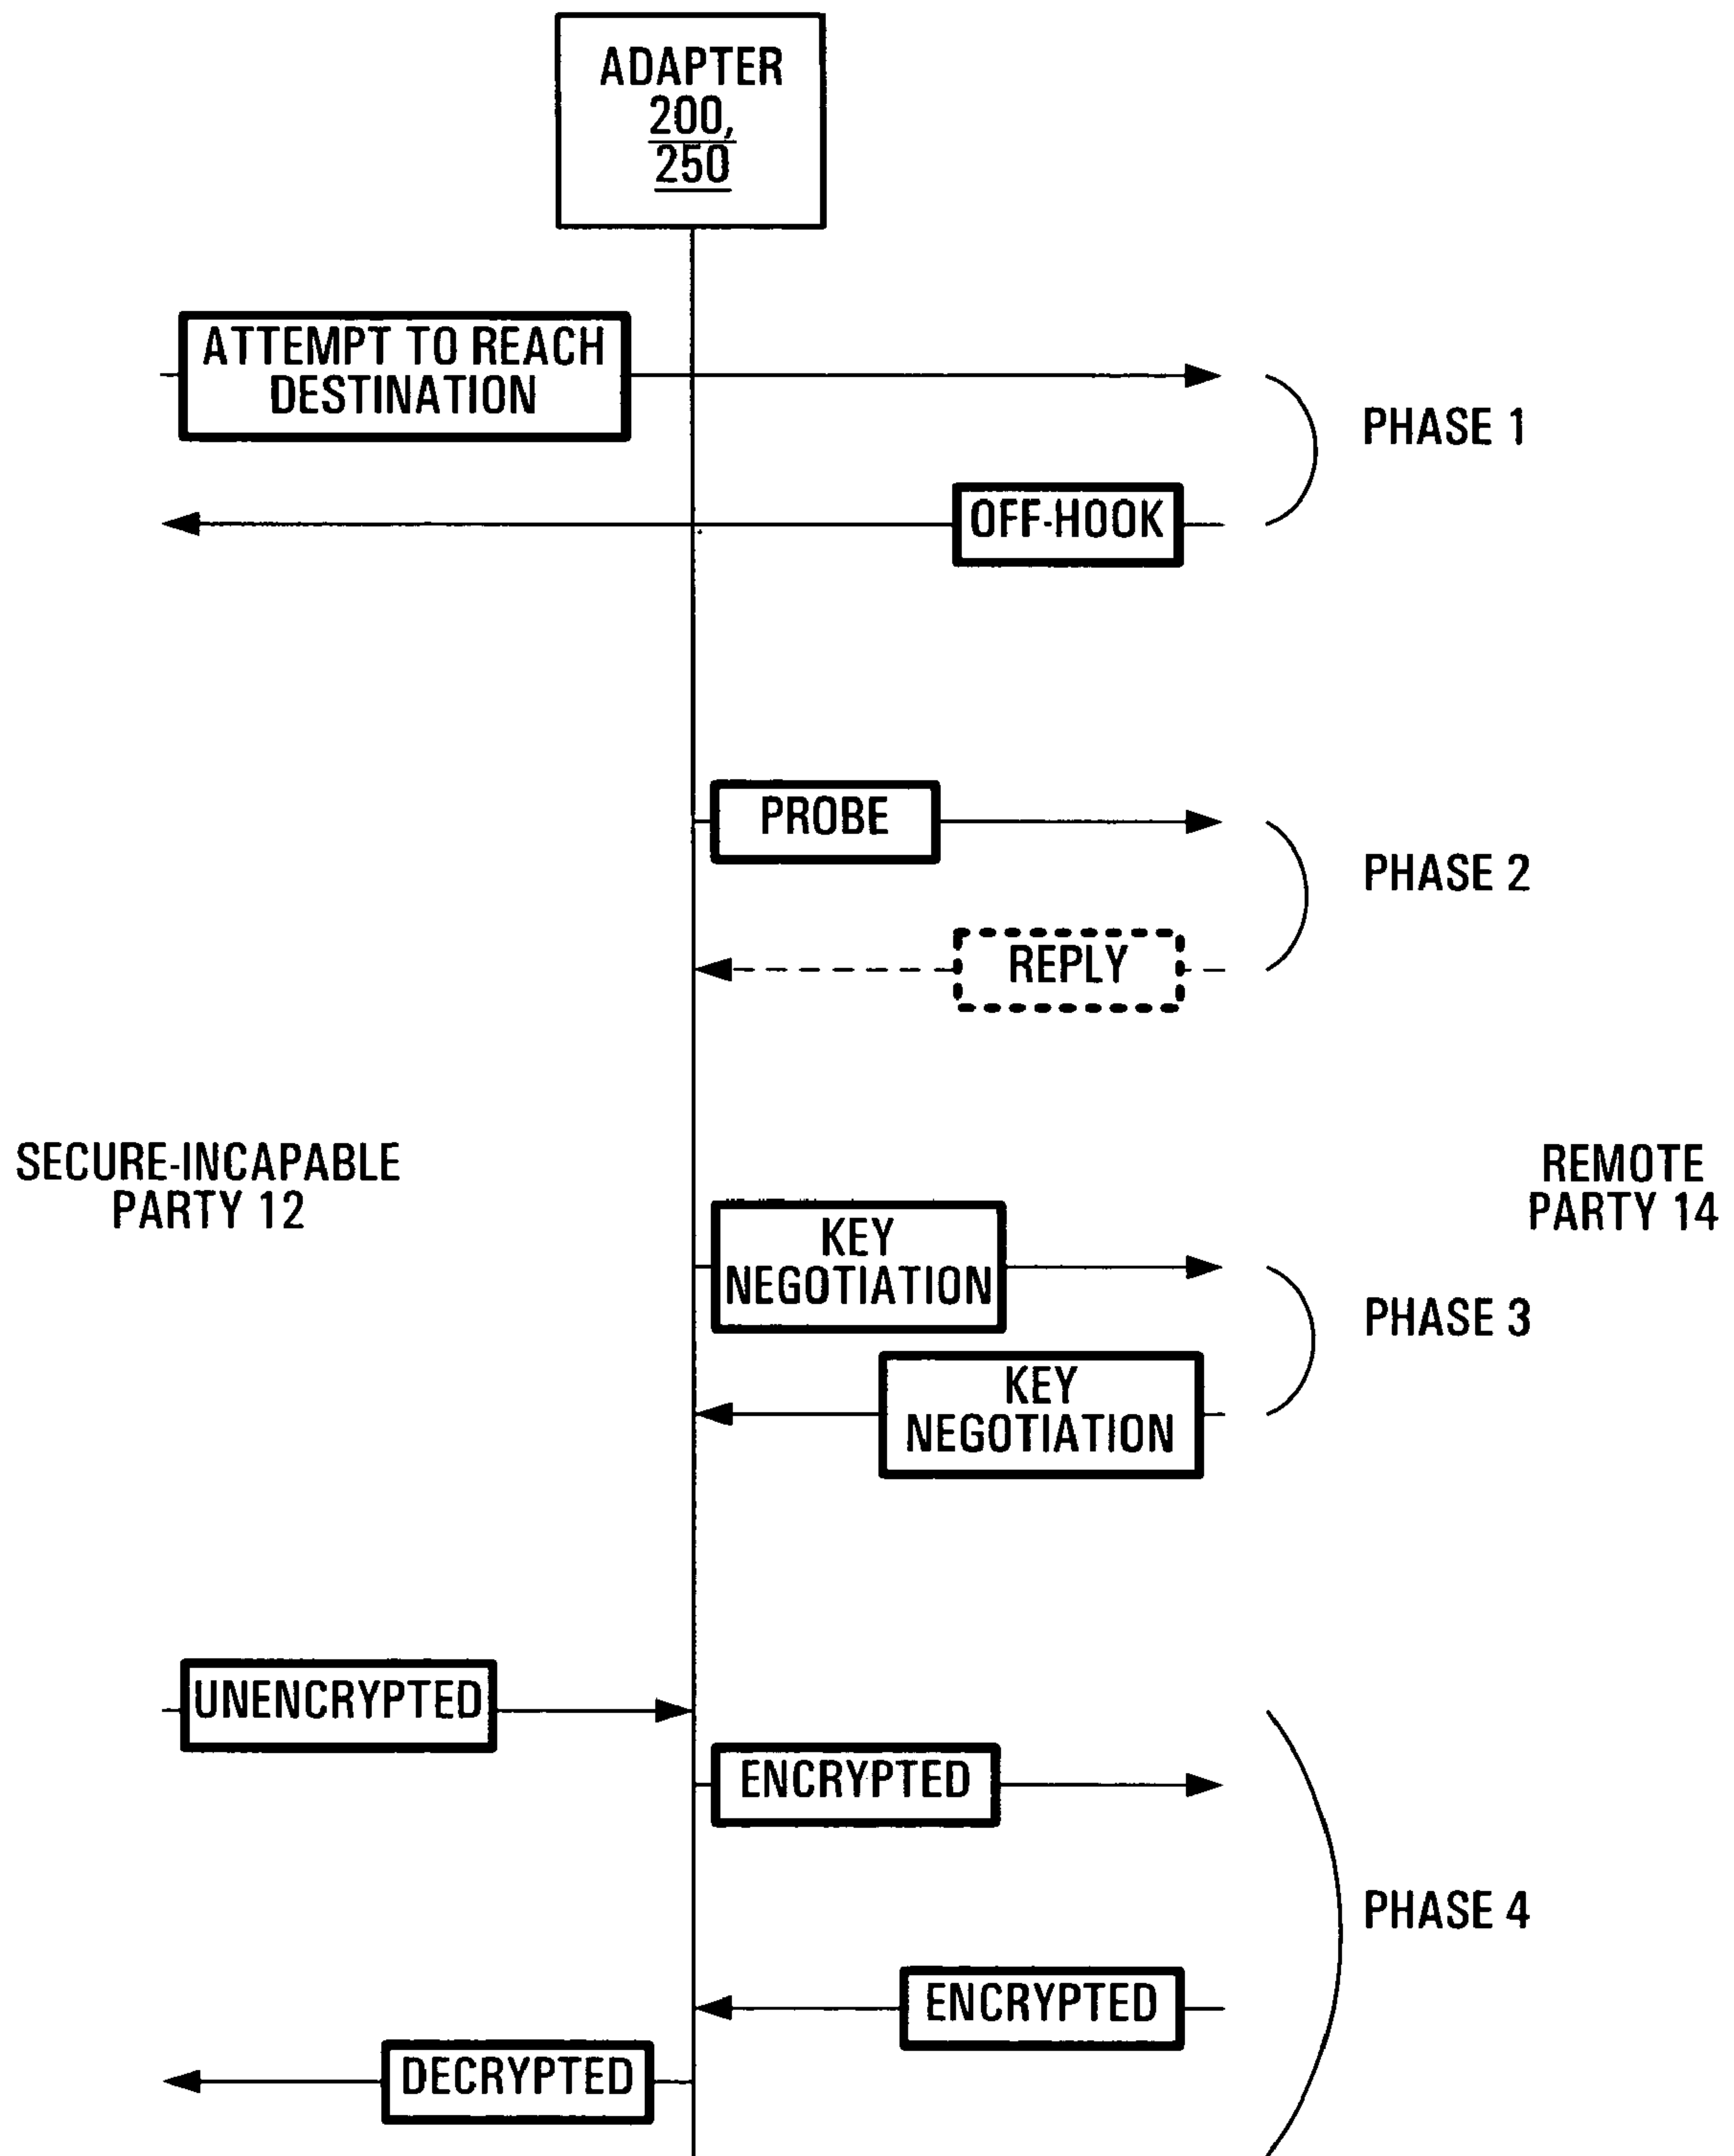 ADAPTER
200,
250
ATTEMPT TO REACH
DESTINATION
PHASE 1
OFF-HOOK
PROBE
PHASE 2
REPLY
SECURE-INCAPABLE
PARTY 12
REMOTE
PARTY 14
KEY
NEGOTIATION
PHASE 3
KEY
NEGOTIATION
UNENCRYPTED
ENCRYPTED
PHASE 4
ENCRYPTED
DECRYPTED